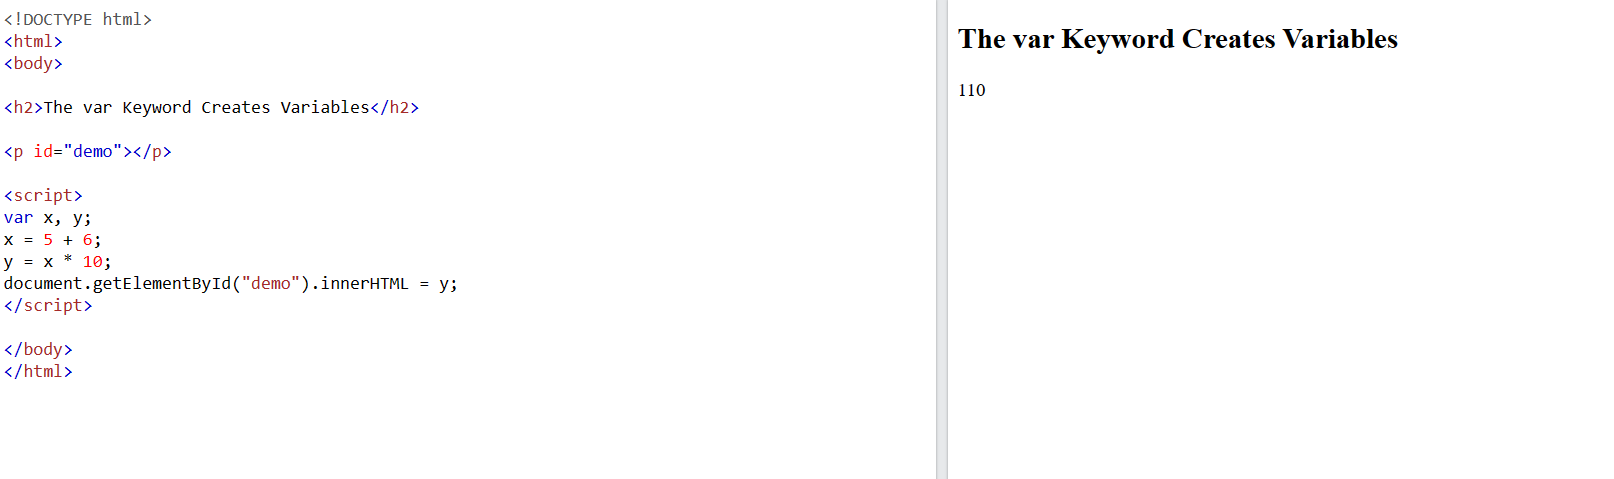 <!DOCTYPE html>
<html>
<body>
<h2>The var Keyword Creates Variables</h2>
<p id="demo"></p>
<script>
var x, y;
x = 5 + 6;
y = x * 10;
document.getElementById("demo").innerHTML = y;
</script>
</body>
</html>
The var Keyword Creates Variables
110